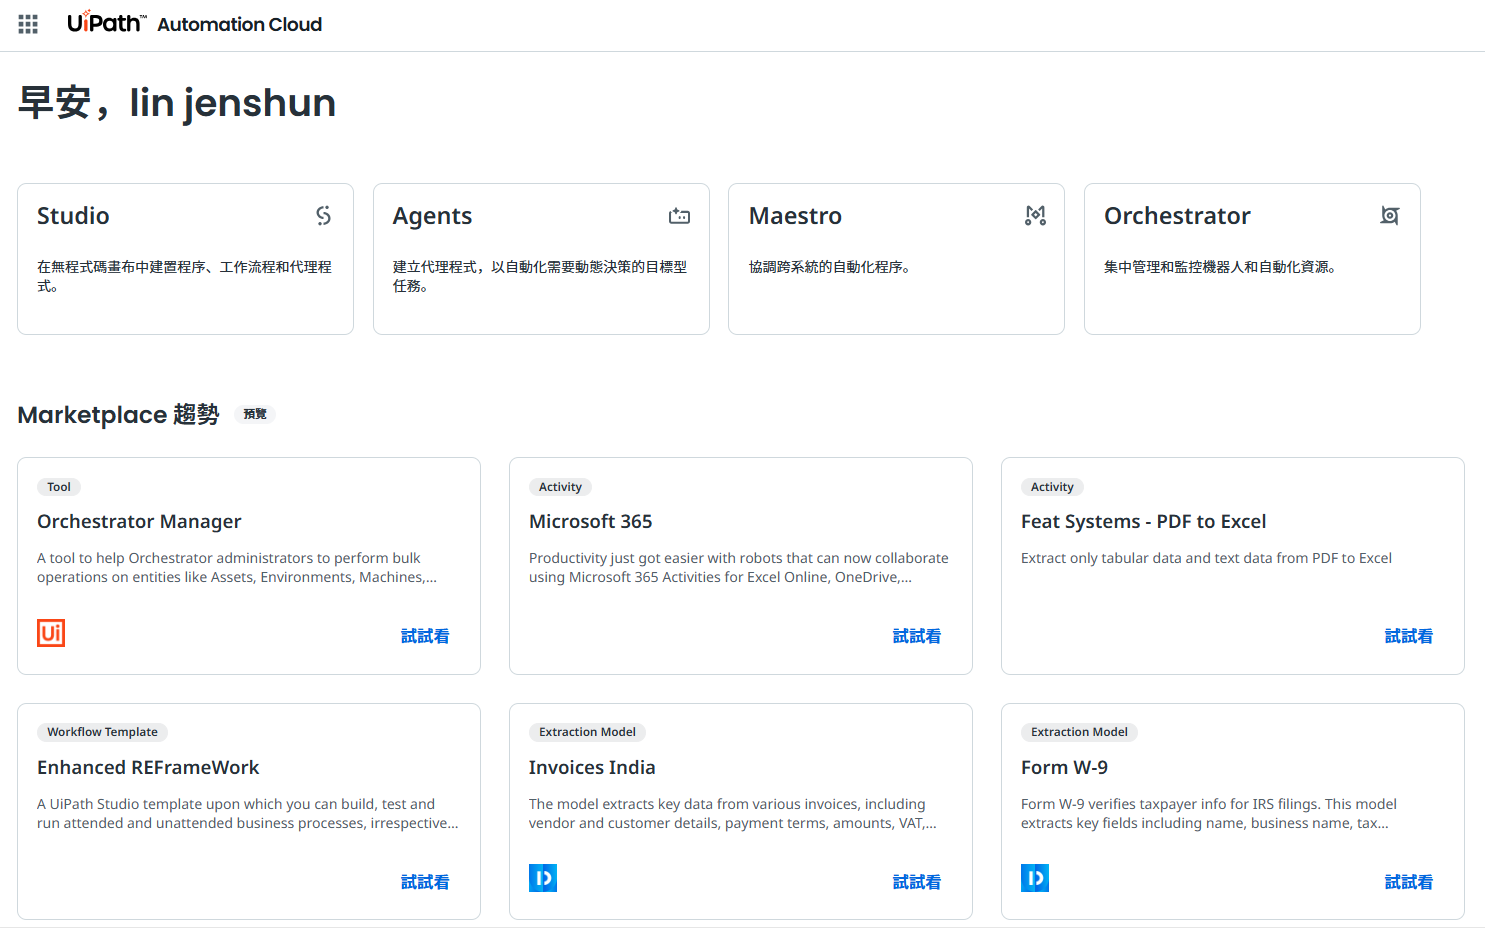 UiPath™ Automation Cloud
早安，lin jenshun
Studio
在無程式碼畫布中建置程序、工作流程和代理程
式。
Agents
建立代理程式，以自動化需要動態決策的目標型
任務。
Maestro
協調跨系統的自動化程序。
Orchestrator
集中管理和監控機器人和自動化資源。
Marketplace 趨勢 預覽
Tool
Orchestrator Manager
A tool to help Orchestrator administrators to perform bulk
operations on entities like Assets, Environments, Machines,...
Ui
試試看
Activity
Microsoft 365
Productivity just got easier with robots that can now collaborate
using Microsoft 365 Activities for Excel Online, OneDrive,...
試試看
Activity
Feat Systems - PDF to Excel
Extract only tabular data and text data from PDF to Excel
試試看
Workflow Template
Enhanced REFrameWork
A UiPath Studio template upon which you can build, test and
run attended and unattended business processes, irrespective...
試試看
Extraction Model
Invoices India
The model extracts key data from various invoices, including
vendor and customer details, payment terms, amounts, VAT,...
試試看
Extraction Model
Form W-9
Form W-9 verifies taxpayer info for IRS filings. This model
extracts key fields including name, business name, tax...
試試看